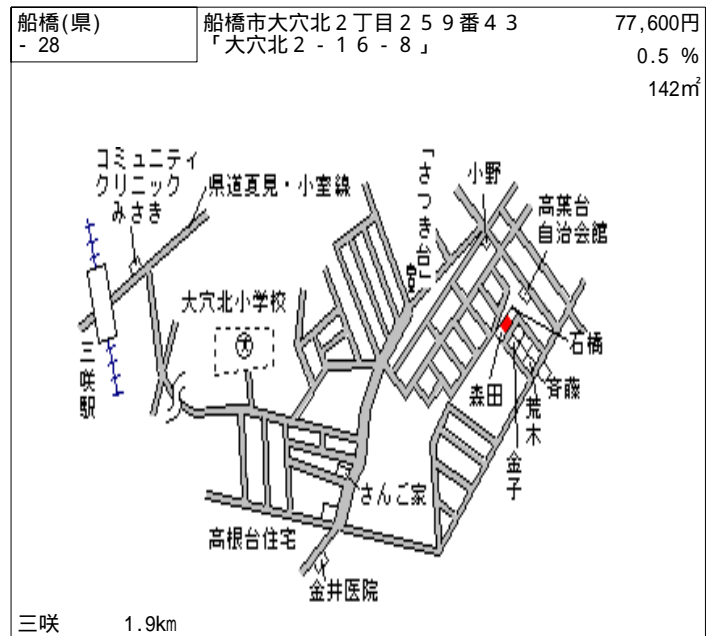 船橋(県)
- 28
船橋市大穴北２丁目２５９番４３
「大穴北２ - 16 - 8 」
77,600円
0.5 %
142㎡
コミュニティ
クリニック
みさき
県道夏見・小室線
「さつき台」
小野
高葉台
自治会館
大穴北小学校
文
三咲駅
石橋
斉藤
森田
荒木
金子
さんご家
高根台住宅
金井医院
三咲 1.9km